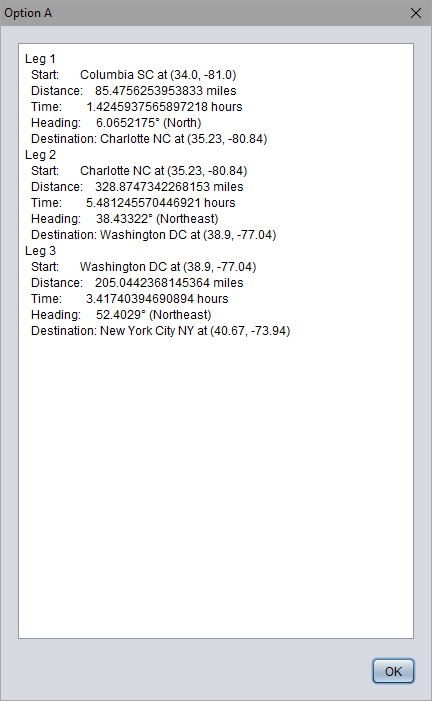 Option A
Leg 1
Start: Columbia SC at (34.0, -81.0)
Distance: 85.4756253953833 miles
Time: 1.4245937565897218 hours
Heading: 6.0652175° (North)
Destination: Charlotte NC at (35.23, -80.84)
Leg 2
Start: Charlotte NC at (35.23, -80.84)
Distance: 328.8747342268153 miles
Time: 5.481245570446921 hours
Heading: 38.43322° (Northeast)
Destination: Washington DC at (38.9, -77.04)
Leg 3
Start: Washington DC at (38.9, -77.04)
Distance: 205.0442368145364 miles
Time: 3.41740394690894 hours
Heading: 52.4029° (Northeast)
Destination: New York City NY at (40.67, -73.94)
OK